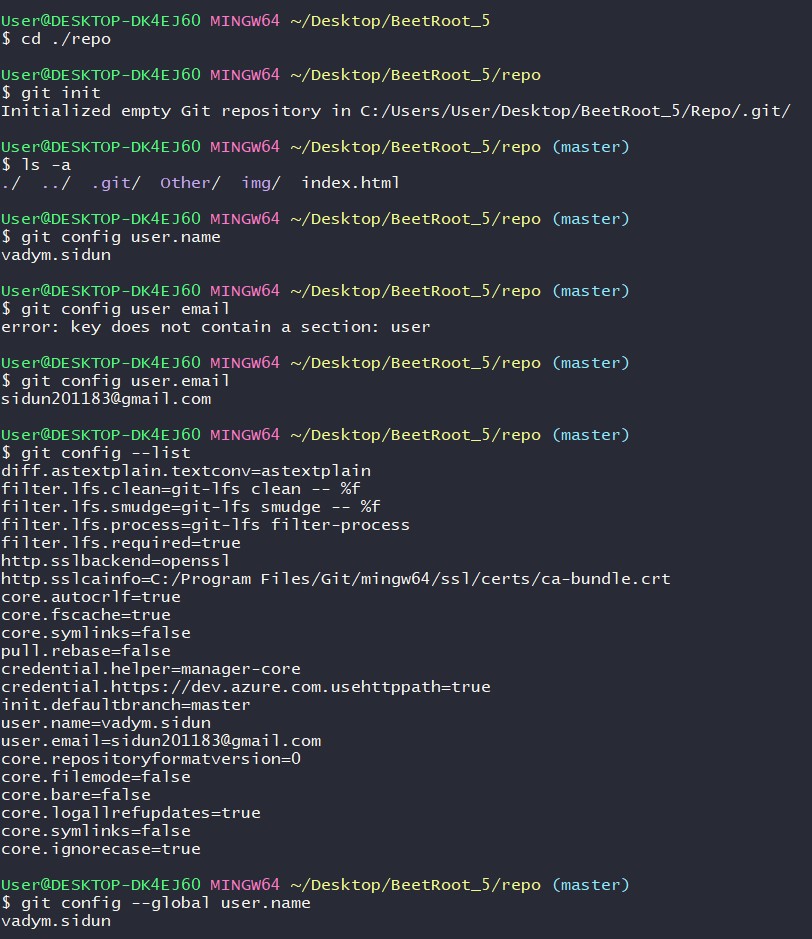 User@DESKTOP-DK4EJ60 MINGW64 ~/Desktop/BeetRoot_5
$ cd ./repo
User@DESKTOP-DK4EJ60 MINGW64 ~/Desktop/BeetRoot_5/repo
$ git init
Initialized empty Git repository in C:/Users/User/Desktop/BeetRoot_5/Repo/.git/
User@DESKTOP-DK4EJ60 MINGW64 ~/Desktop/BeetRoot_5/repo (master)
$ ls -a
./  ../  .git/  Other/  img/  index.html
User@DESKTOP-DK4EJ60 MINGW64 ~/Desktop/BeetRoot_5/repo (master)
$ git config user.name
vadym.sidun
User@DESKTOP-DK4EJ60 MINGW64 ~/Desktop/BeetRoot_5/repo (master)
$ git config user email
error: key does not contain a section: user
User@DESKTOP-DK4EJ60 MINGW64 ~/Desktop/BeetRoot_5/repo (master)
$ git config user.email
sidun201183@gmail.com
User@DESKTOP-DK4EJ60 MINGW64 ~/Desktop/BeetRoot_5/repo (master)
$ git config --list
diff.astextplain.textconv=astextplain
filter.lfs.clean=git-lfs clean -- %f
filter.lfs.smudge=git-lfs smudge -- %f
filter.lfs.process=git-lfs filter-process
filter.lfs.required=true
http.sslbackend=openssl
http.sslcainfo=C:/Program Files/Git/mingw64/ssl/certs/ca-bundle.crt
core.autocrlf=true
core.fscache=true
core.symlinks=false
pull.rebase=false
credential.helper=manager-core
credential.https://dev.azure.com.usehttppath=true
init.defaultbranch=master
user.name=vadym.sidun
user.email=sidun201183@gmail.com
core.repositoryformatversion=0
core.filemode=false
core.bare=false
core.logallrefupdates=true
core.symlinks=false
core.ignorecase=true
User@DESKTOP-DK4EJ60 MINGW64 ~/Desktop/BeetRoot_5/repo (master)
$ git config --global user.name
vadym.sidun